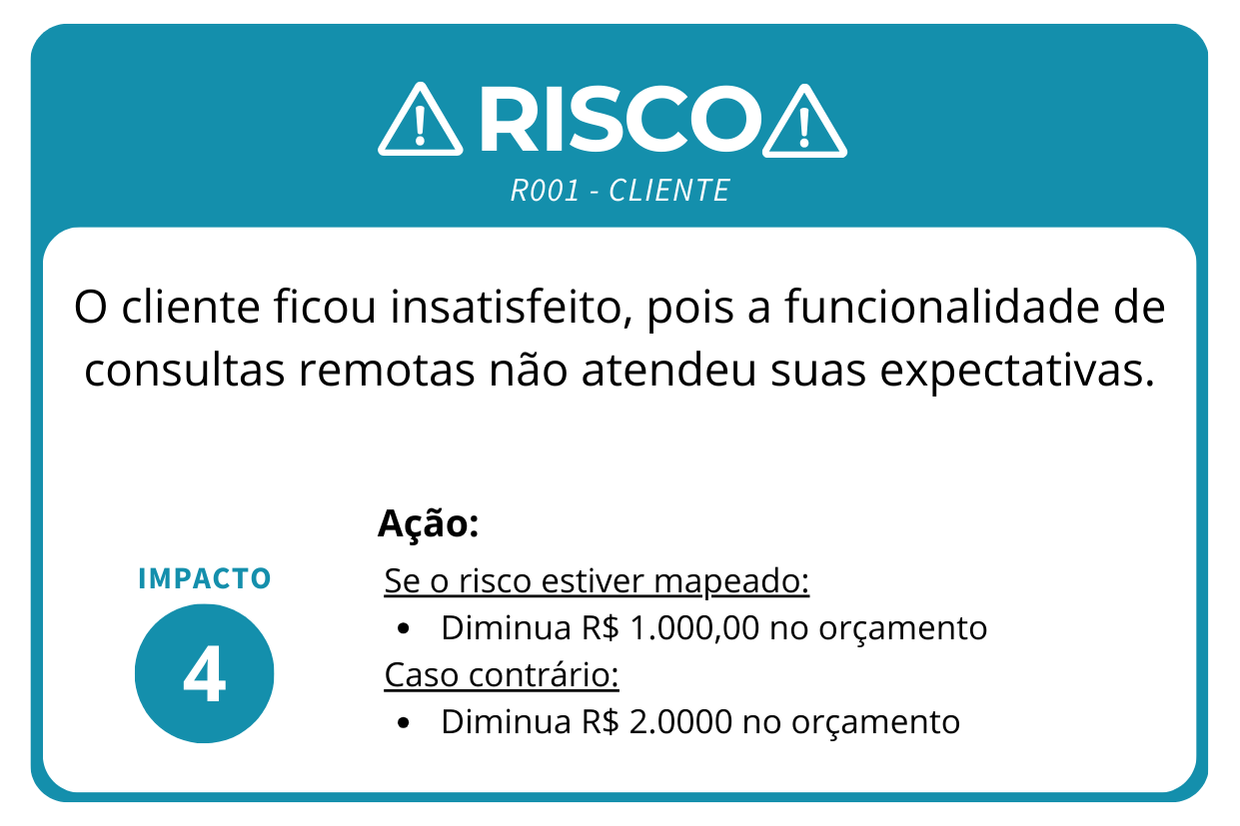 RISCO
R001 - CLIENTE
O cliente ficou insatisfeito, pois a funcionalidade de
consultas remotas não atendeu suas expectativas.
Ação:
IMPACTO
4
Se o risco estiver mapeado:
• Diminua R$ 1.000,00 no orçamento
Caso contrário:
• Diminua R$ 2.0000 no orçamento